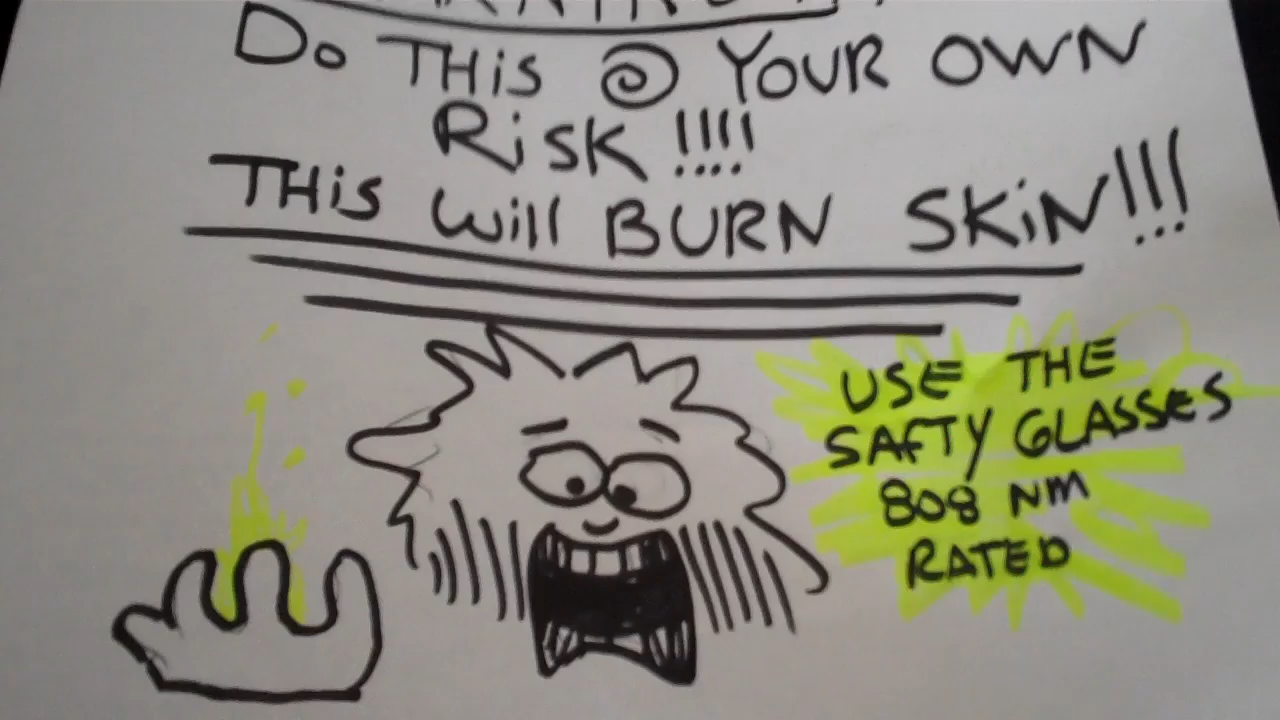 DO THIS @ YOUR OWN
RISK !!!!
THIS WILL BURN SKIN!!!
USE THE
SAFTY GLASSES
808 NM
RATED